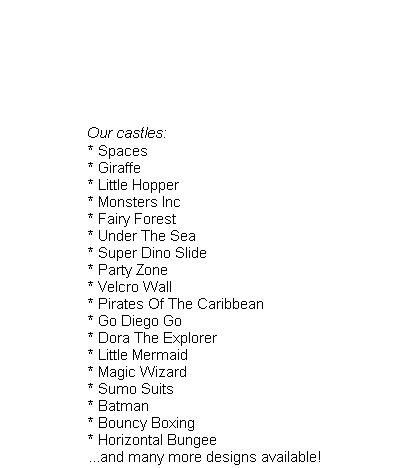 Our castles:
* Spaces
* Giraffe
* Little Hopper
* Monsters Inc
* Fairy Forest
* Under The Sea
* Super Dino Slide
* Party Zone
* Velcro Wall
* Pirates Of The Caribbean
* Go Diego Go
* Dora The Explorer
* Little Mermaid
* Magic Wizard
* Sumo Suits
* Batman
* Bouncy Boxing
* Horizontal Bungee
...and many more designs available!